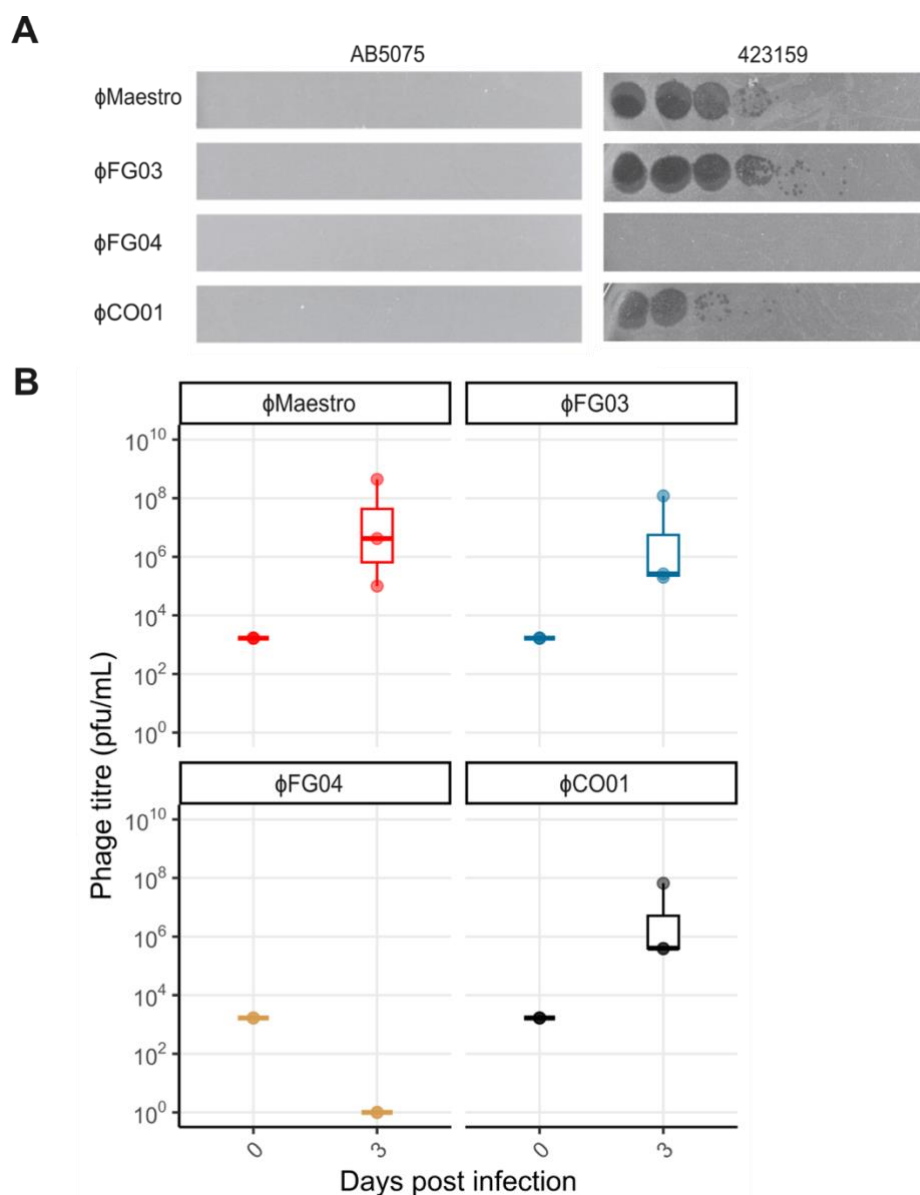 A
AB5075 423159
ϕMaestro
ϕFG03
ϕFG04
ϕCO01
B
ϕMaestro ϕFG03
10¹⁰
10⁸
10⁶
10⁴
10²
10⁰
ϕFG04 ϕCO01
10¹⁰
10⁸
10⁶
10⁴
10²
10⁰
Phage titre (pfu/mL)
0 3 0 3
Days post infection